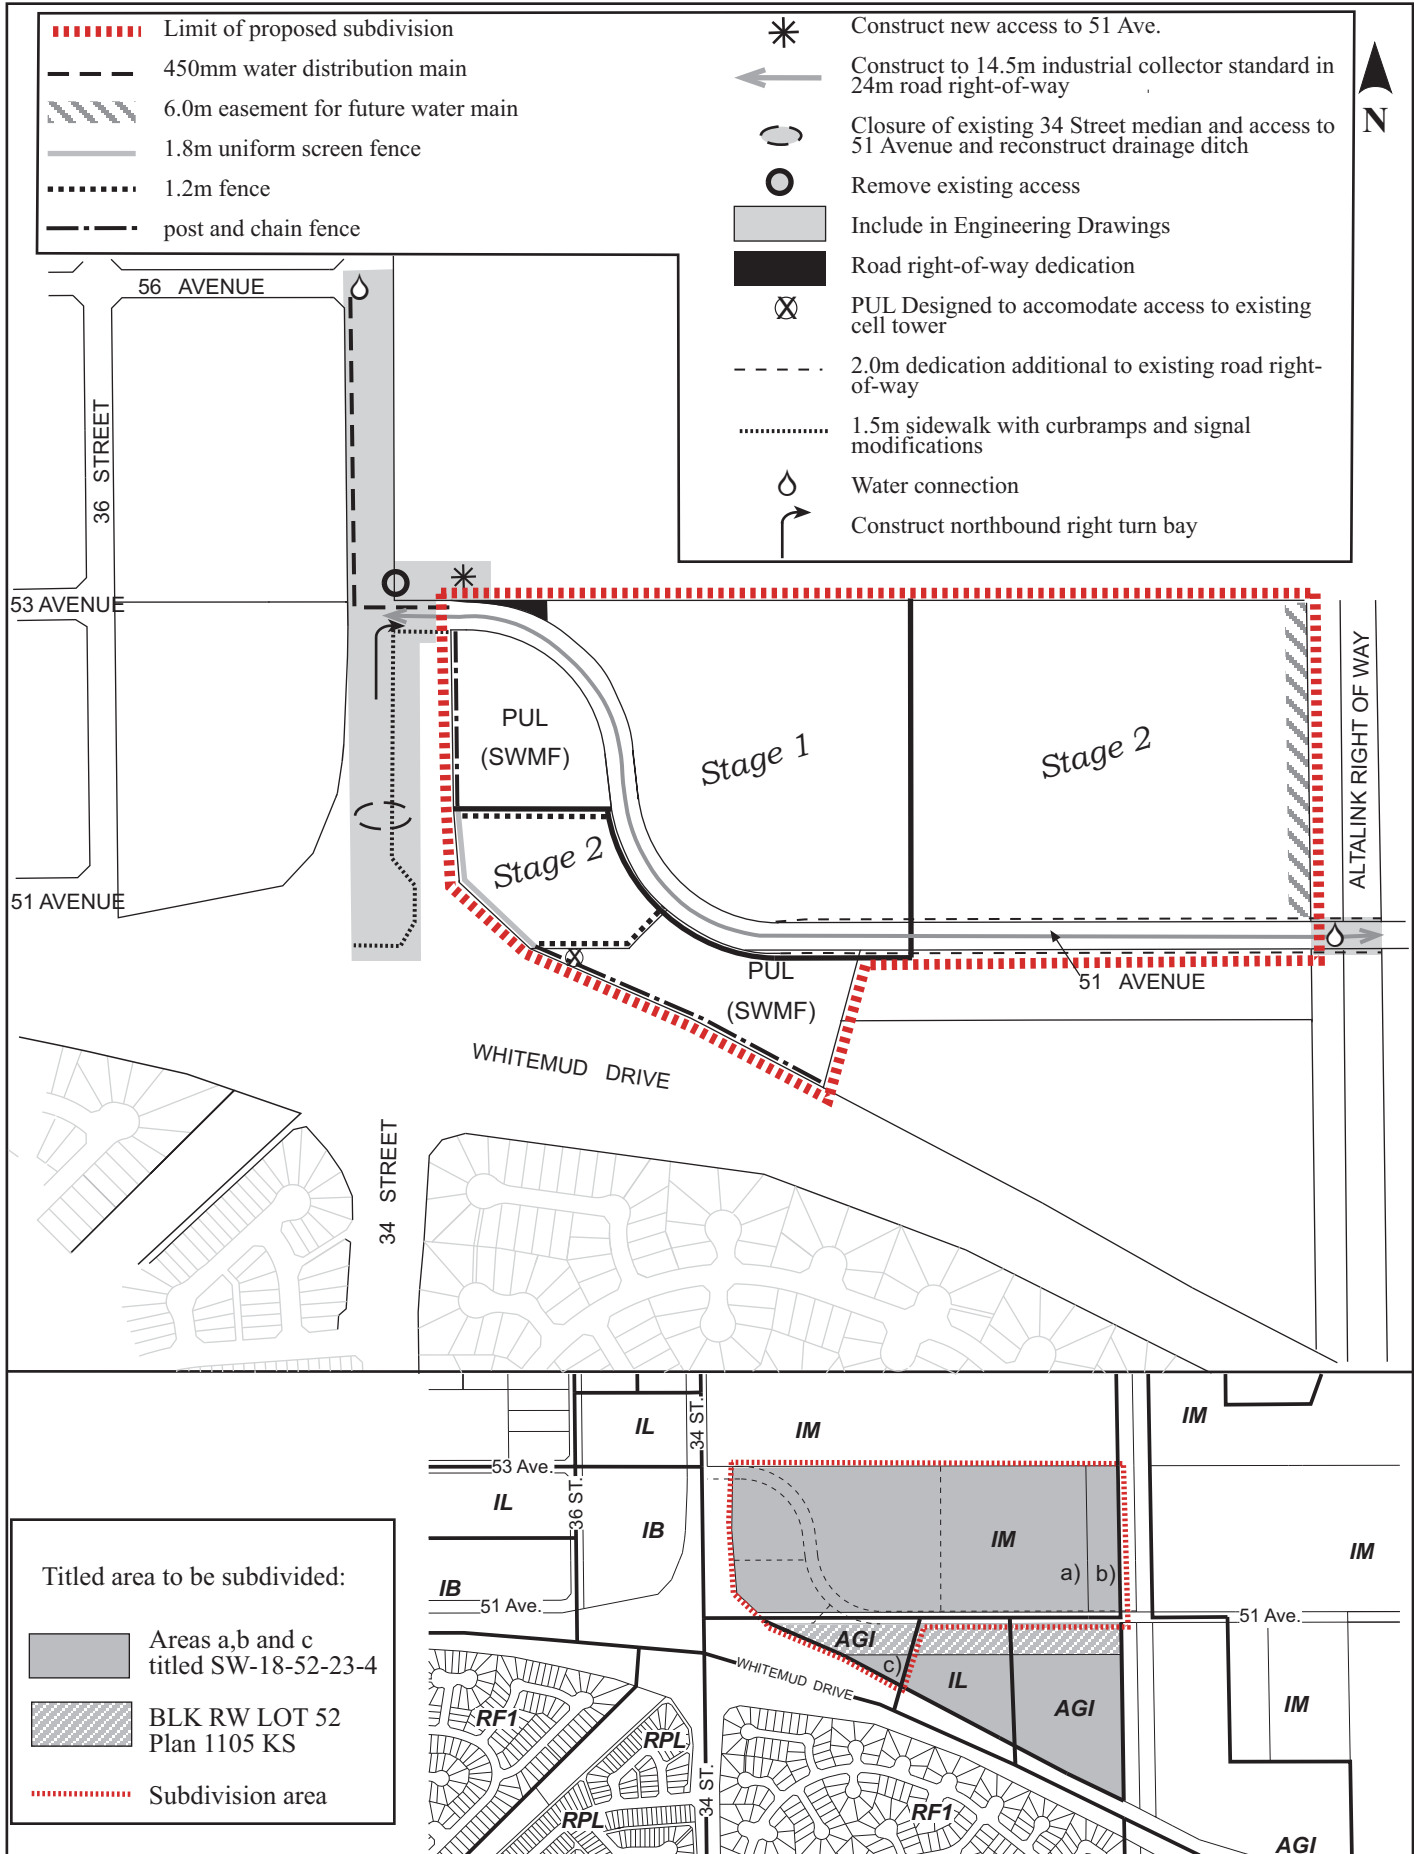 Limit of proposed subdivision
450mm water distribution main
6.0m easement for future water main
1.8m uniform screen fence
1.2m fence
post and chain fence
Construct new access to 51 Ave.
Construct to 14.5m industrial collector standard in
24m road right-of-way
Closure of existing 34 Street median and access to
51 Avenue and reconstruct drainage ditch
Remove existing access
Include in Engineering Drawings
Road right-of-way dedication
PUL Designed to accomodate access to existing
cell tower
2.0m dedication additional to existing road right-
of-way
1.5m sidewalk with curbramps and signal
modifications
Water connection
Construct northbound right turn bay
N
56 AVENUE
36 STREET
53 AVENUE
51 AVENUE
PUL
(SWMF)
Stage 1
Stage 2
ALTALINK RIGHT OF WAY
Stage 2
X
PUL
(SWMF)
51 AVENUE
WHITEMUD DRIVE
34 STREET
IL
34 ST.
IM
IM
53 Ave.
IL
36 ST.
IB
IM
a)
b)
IM
IB
51 Ave.
51 Ave.
AGI
c)
IL
AGI
IM
WHITEMUD DRIVE
RF1
RPL
34 ST.
RPL
RF1
AGI
Titled area to be subdivided:
Areas a,b and c
titled SW-18-52-23-4
BLK RW LOT 52
Plan 1105 KS
Subdivision area